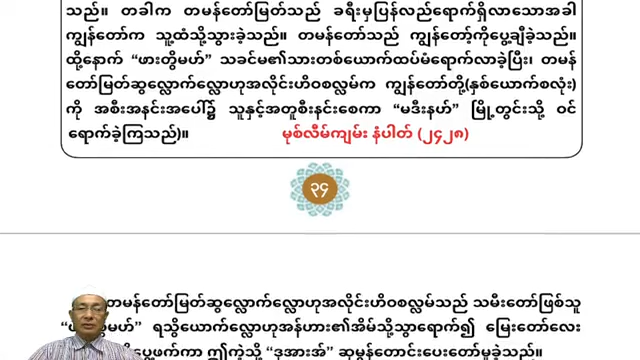 သည်။ တခါက တမန်တော်မြတ်သည် ခရီးမှပြန်လည်ရောက်ရှိလာသောအခါ
ကျွန်တော်က သူ့ထံသို့သွားခဲ့သည်။ တမန်တော်သည် ကျွန်တော့်ကိုပွေ့ချီခဲ့သည်။
ထို့နောက် “ဖားတွိမဟ်” သခင်မ၏သားတစ်ယောက်ထပ်မံရောက်လာခဲ့ပြီး၊ တမန်
တော်မြတ်ဆွလ္လောက်လ္လောဟုအလိုင်းဟိဝစလ္လမ်က ကျွန်တော်တို့(နှစ်ယောက်စလုံး)
ကို အစီးအနင်းအပေါ်၌ သူနှင့်အတူစီးနင်းစေကာ “မဒီးနဟ်” မြို့တွင်းသို့ ဝင်
ရောက်ခဲ့ကြသည်)။ မုစ်လီမ်ကျမ်း နံပါတ် (၂၄၂၈)
၃၄
တမန်တော်မြတ်ဆွလ္လောက်လ္လောဟုအလိုင်းဟိဝစလ္လမ်သည် သမီးတော်ဖြစ်သူ
ရသွိယောက်လ္လောဟုအန်ဟား၏အိမ်သို့သွားရောက်၍ မြေးတော်လေး
ပွေ့ဖက်ကာ ဤကဲ့သို့ “ဒုအားအ်” ဆုမွန်တောင်းပေးတော်မူခဲ့သည်။